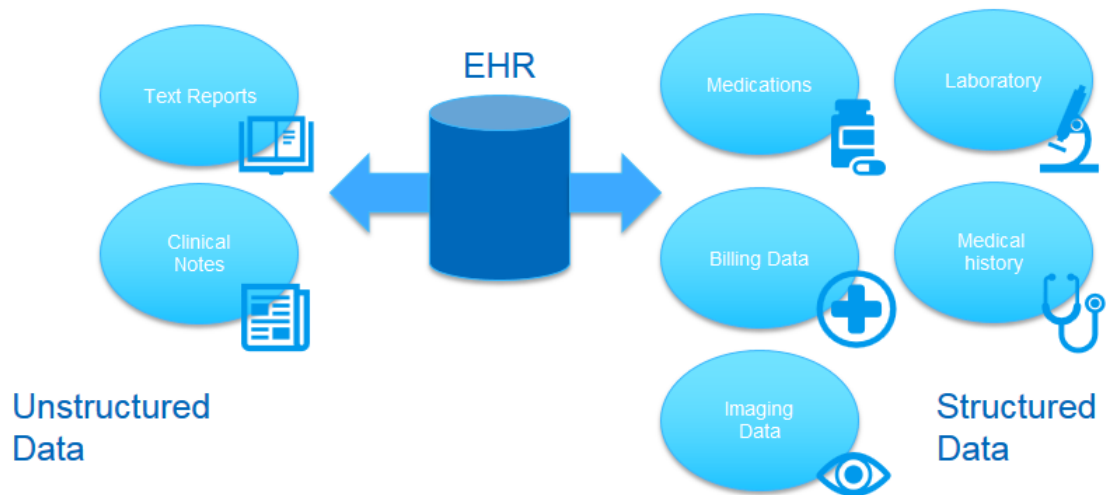 EHR
Text Reports
Clinical
Notes
Unstructured
Data
Medications
Laboratory
Billing Data
Medical
history
Imaging
Data
Structured
Data